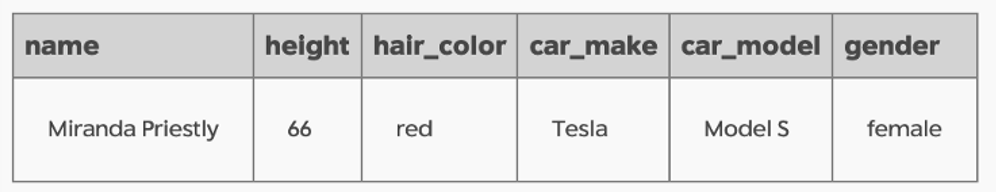 name height hair_color car_make car_model gender
Miranda Priestly 66 red Tesla Model S female